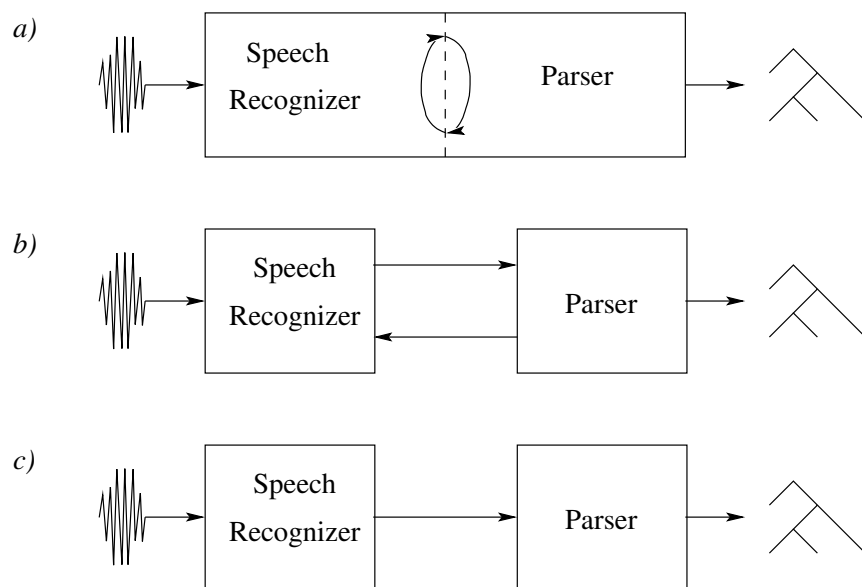 a)
Speech
Recognizer
Parser
b)
Speech
Recognizer
Parser
c)
Speech
Recognizer
Parser